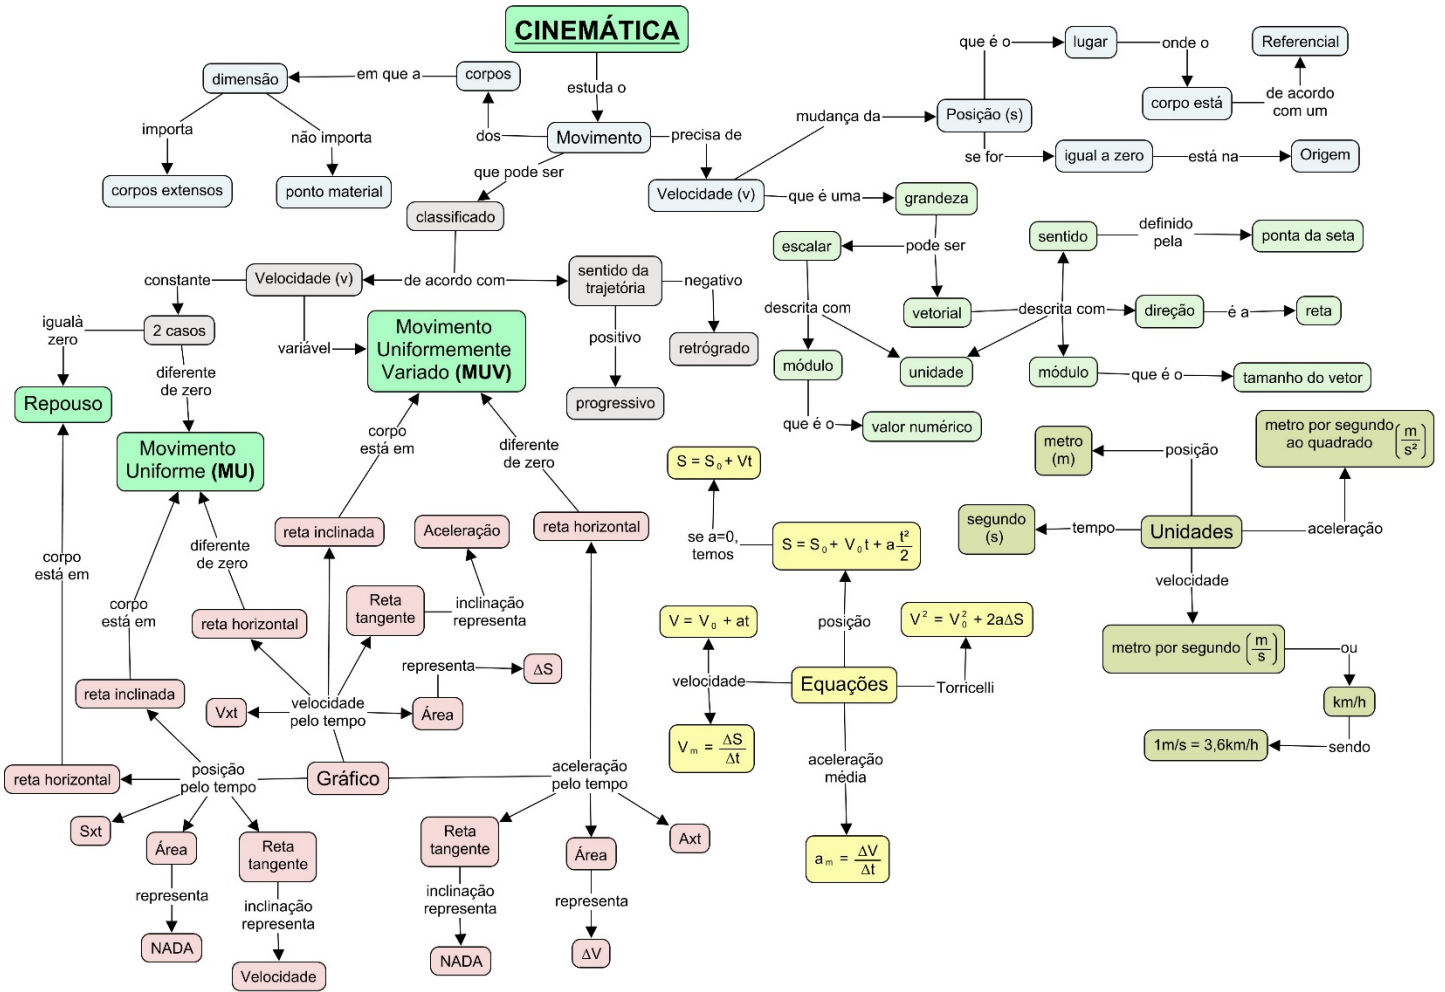 CINEMÁTICA
estuda o
Movimento
dos
corpos
em que a
dimensão
importa
corpos extensos
não importa
ponto material
precisa de
Velocidade (v)
mudança da
Posição (s)
que é o
lugar
onde o
corpo está
de acordo
com um
Referencial
se for
igual a zero
está na
Origem
que é uma
grandeza
pode ser
escalar
descrita com
módulo
que é o
valor numérico
unidade
vetorial
descrita com
sentido
definido
pela
ponta da seta
direção
é a
reta
módulo
que é o
tamanho do vetor
que pode ser
classificado
de acordo com
Velocidade (v)
constante
2 casos
igualà
zero
Repouso
diferente
de zero
Movimento
Uniforme (MU)
variável
Movimento
Uniformemente
Variado (MUV)
sentido da
trajetória
negativo
retrógrado
positivo
progressivo
corpo
está em
reta horizontal
corpo
está em
reta inclinada
diferente
de zero
reta horizontal
corpo
está em
reta inclinada
diferente
de zero
reta horizontal
Aceleração
inclinação
representa
Reta
tangente
representa
ΔS
Área
velocidade
pelo tempo
Vxt
Gráfico
posição
pelo tempo
Sxt
Área
representa
NADA
Reta
tangente
inclinação
representa
Velocidade
aceleração
pelo tempo
Reta
tangente
inclinação
representa
NADA
Área
representa
ΔV
Axt
Equações
posição
S = S₀ + V₀t + a t²/2
se a=0,
temos
S = S₀ + Vt
velocidade
V = V₀ + at
Vₘ = ΔS/Δt
Torricelli
V² = V₀² + 2aΔS
aceleração
média
aₘ = ΔV/Δt
Unidades
posição
metro
(m)
tempo
segundo
(s)
aceleração
metro por segundo
ao quadrado (m/s²)
velocidade
metro por segundo (m/s)
ou
km/h
sendo
1m/s = 3,6km/h